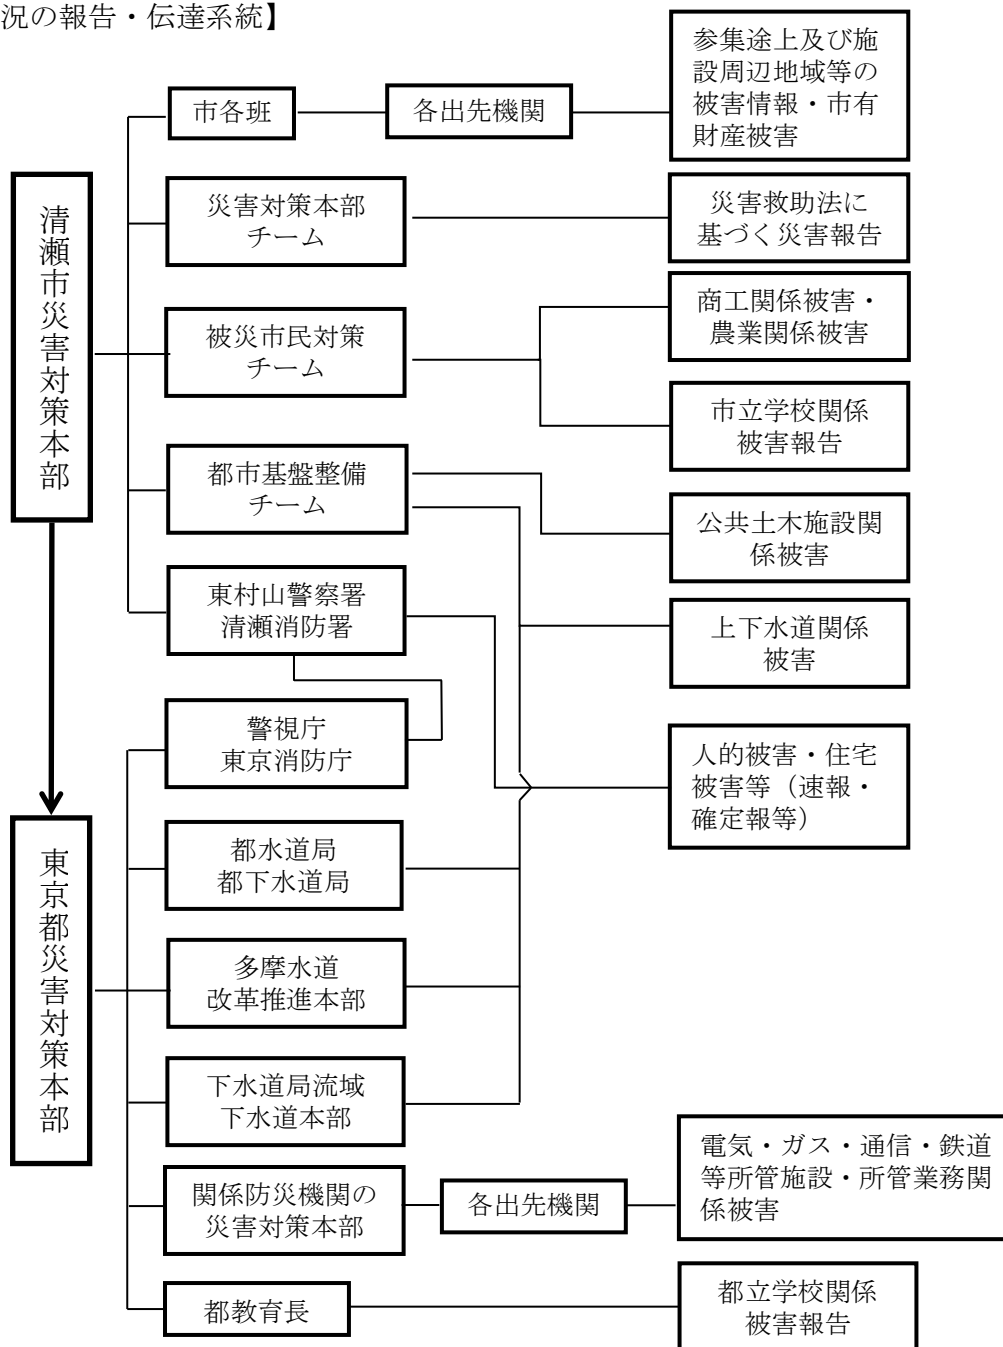 況の報告・伝達系統】
参集途上及び施
設周辺地域等の
被害情報・市有
財産被害
市各班
各出先機関
清瀬市災害対策本部
災害対策本部
チーム
災害救助法に
基づく災害報告
被災市民対策
チーム
商工関係被害・
農業関係被害
市立学校関係
被害報告
都市基盤整備
チーム
公共土木施設関
係被害
東村山警察署
清瀬消防署
上下水道関係
被害
警視庁
東京消防庁
人的被害・住宅
被害等（速報・
確定報等）
東京都災害対策本部
都水道局
都下水道局
多摩水道
改革推進本部
下水道局流域
下水道本部
関係防災機関の
災害対策本部
各出先機関
電気・ガス・通信・鉄道
等所管施設・所管業務関
係被害
都教育長
都立学校関係
被害報告